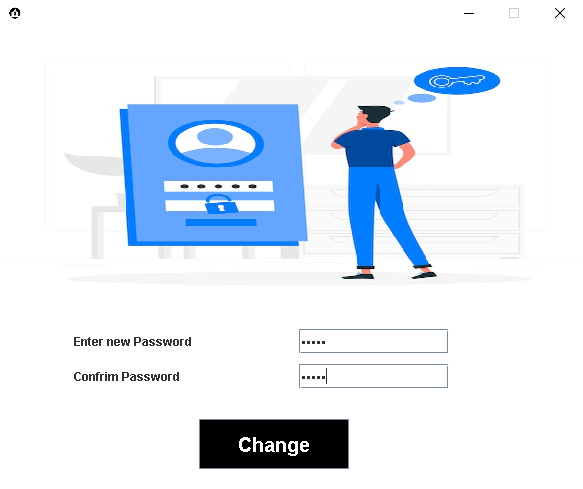 Enter new Password •••••
Confrim Password •••••
Change